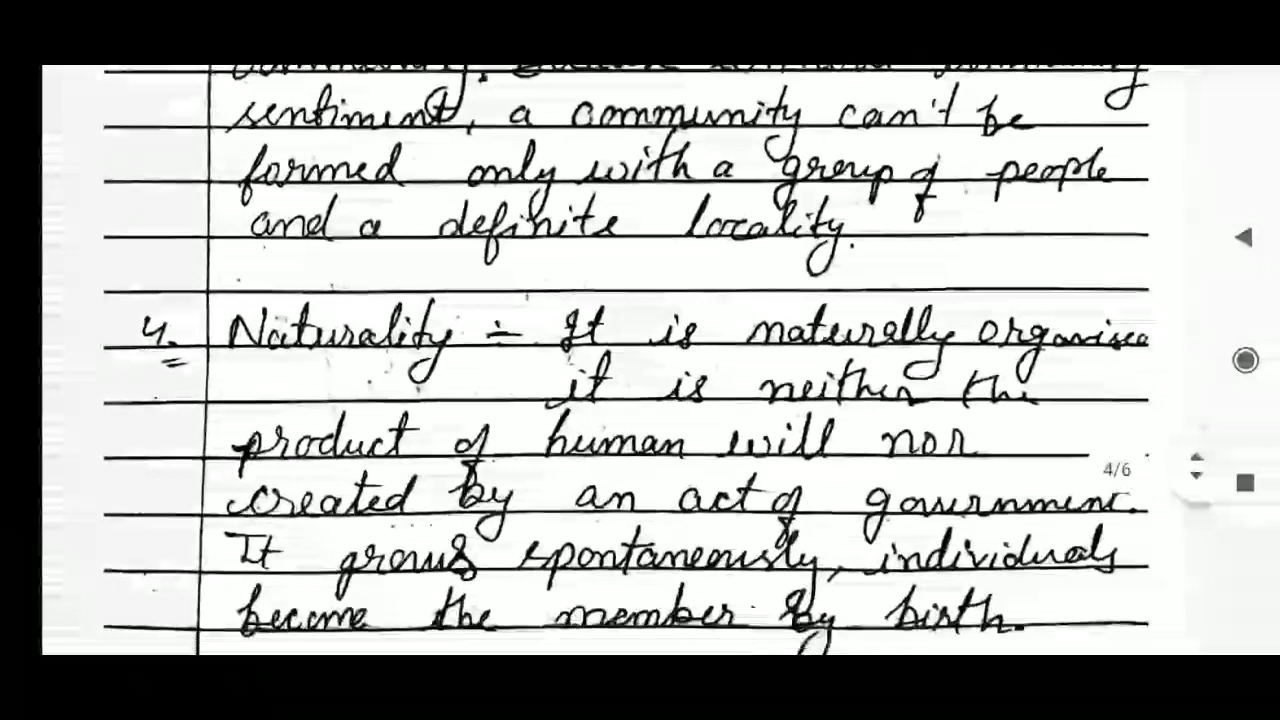 sentiment, a community can't be
formed only with a group of people
and a definite locality.
4. Naturality :- It is naturally organised
it is neither the
product of human will nor
4/6
created by an act of government.
It grows spontaneously, individuals
become the member by birth.